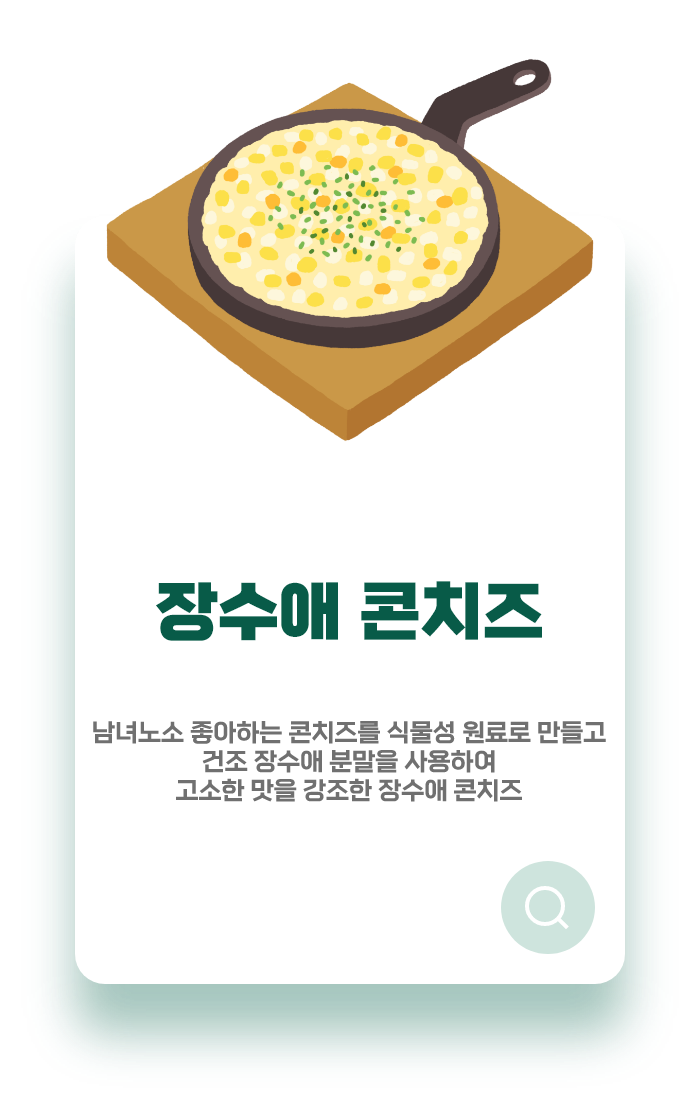 장수애 콘치즈
남녀노소 좋아하는 콘치즈를 식물성 원료로 만들고
건조 장수애 분말을 사용하여
고소한 맛을 강조한 장수애 콘치즈